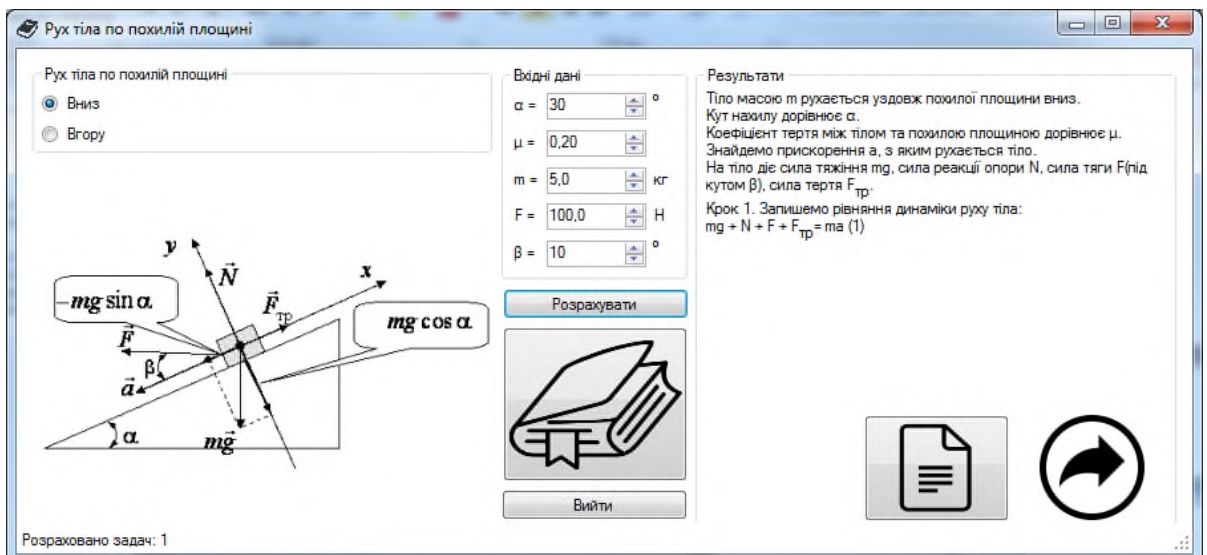 Рух тіла по похилій площині
Рух тіла по похилій площині
Вниз
Вгору
y
N
x
F тр
−mg sin α
mg cos α
F
β
a
α
mg
Вхідні дані
α = 30 °
μ = 0,20
m = 5,0 кг
F = 100,0 Н
β = 10 °
Розрахувати
Вийти
Результати
Тіло масою m рухається уздовж похилої площини вниз.
Кут нахилу дорівнює α.
Коефіцієнт тертя між тілом та похилою площиною дорівнює μ.
Знайдемо прискорення a, з яким рухається тіло.
На тіло діє сила тяжіння mg, сила реакції опори N, сила тяги F(під
кутом β), сила тертя Fтр.
Крок 1. Запишемо рівняння динаміки руху тіла:
mg + N + F + Fтр= ma (1)
Розраховано задач: 1